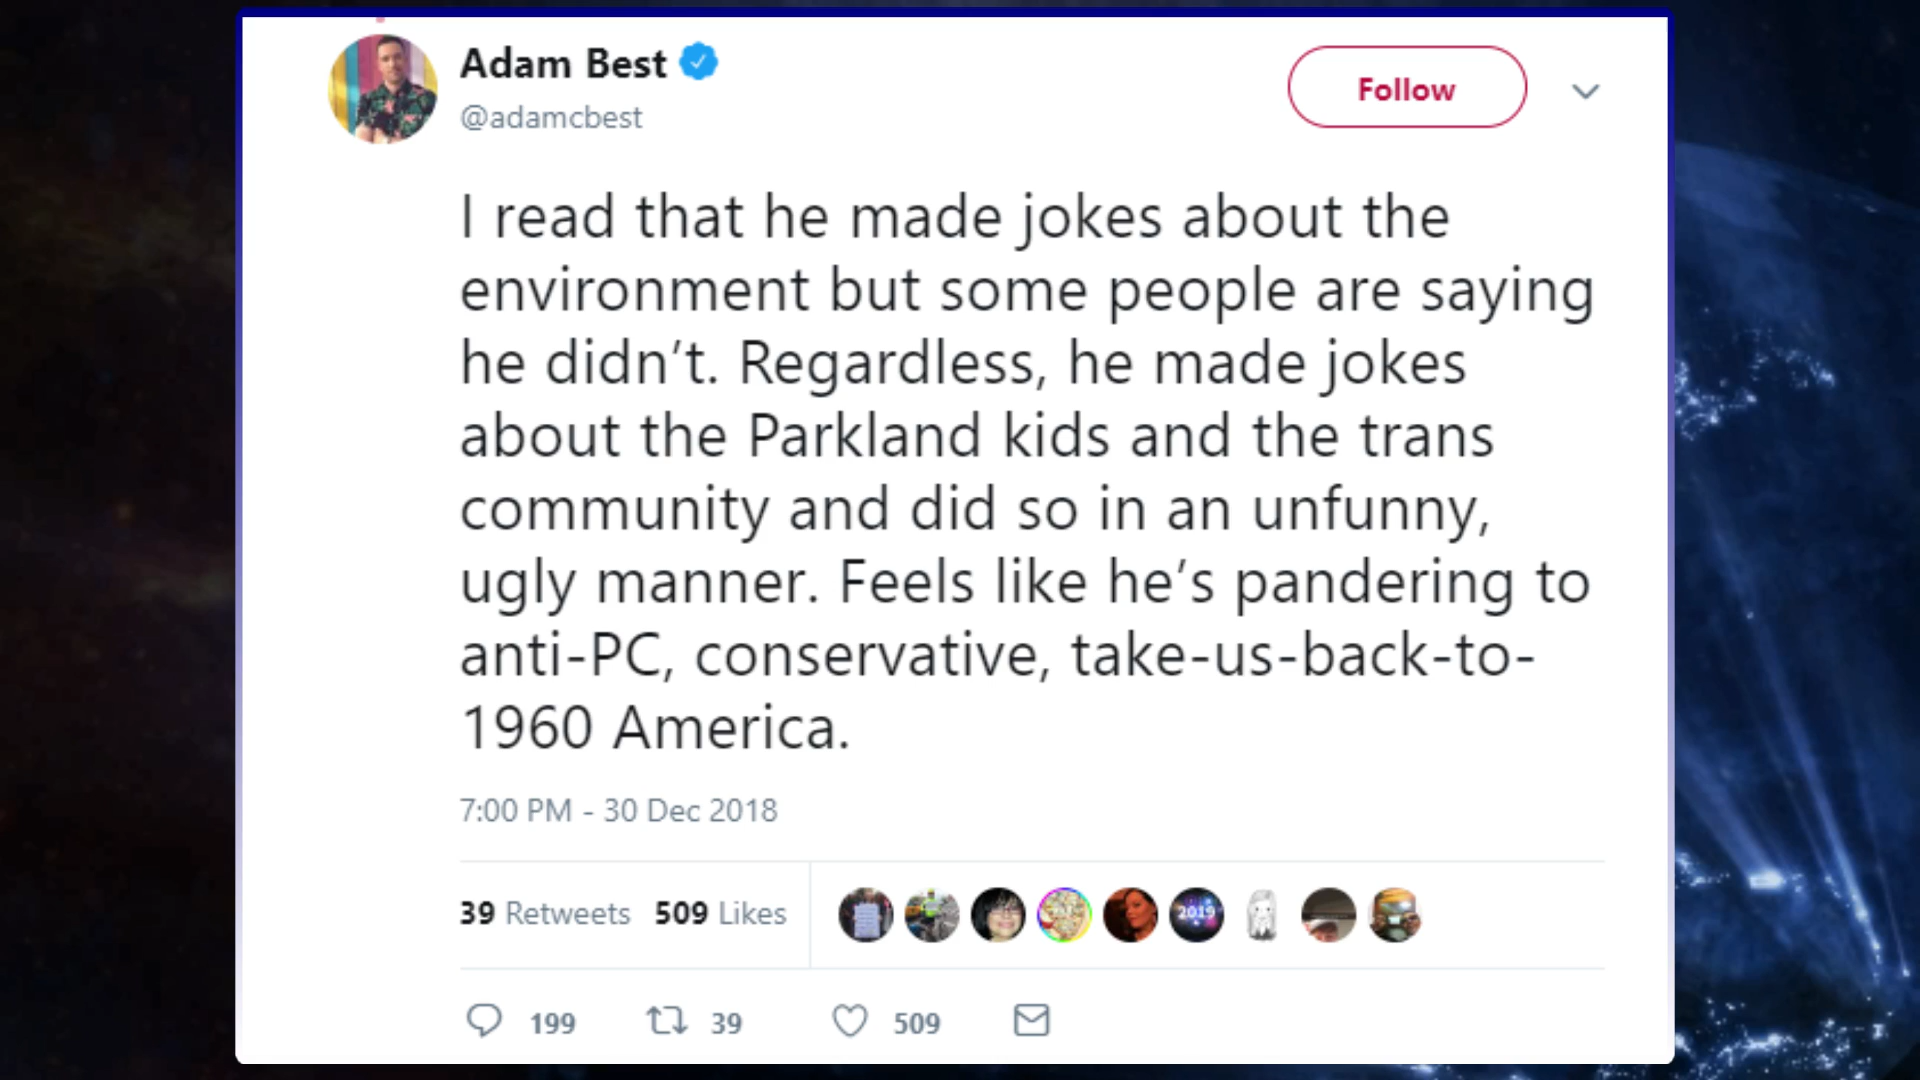 Adam Best
@adamcbest
Follow
I read that he made jokes about the
environment but some people are saying
he didn't. Regardless, he made jokes
about the Parkland kids and the trans
community and did so in an unfunny,
ugly manner. Feels like he's pandering to
anti-PC, conservative, take-us-back-to-
1960 America.
7:00 PM - 30 Dec 2018
39 Retweets 509 Likes
2019
199 39 509